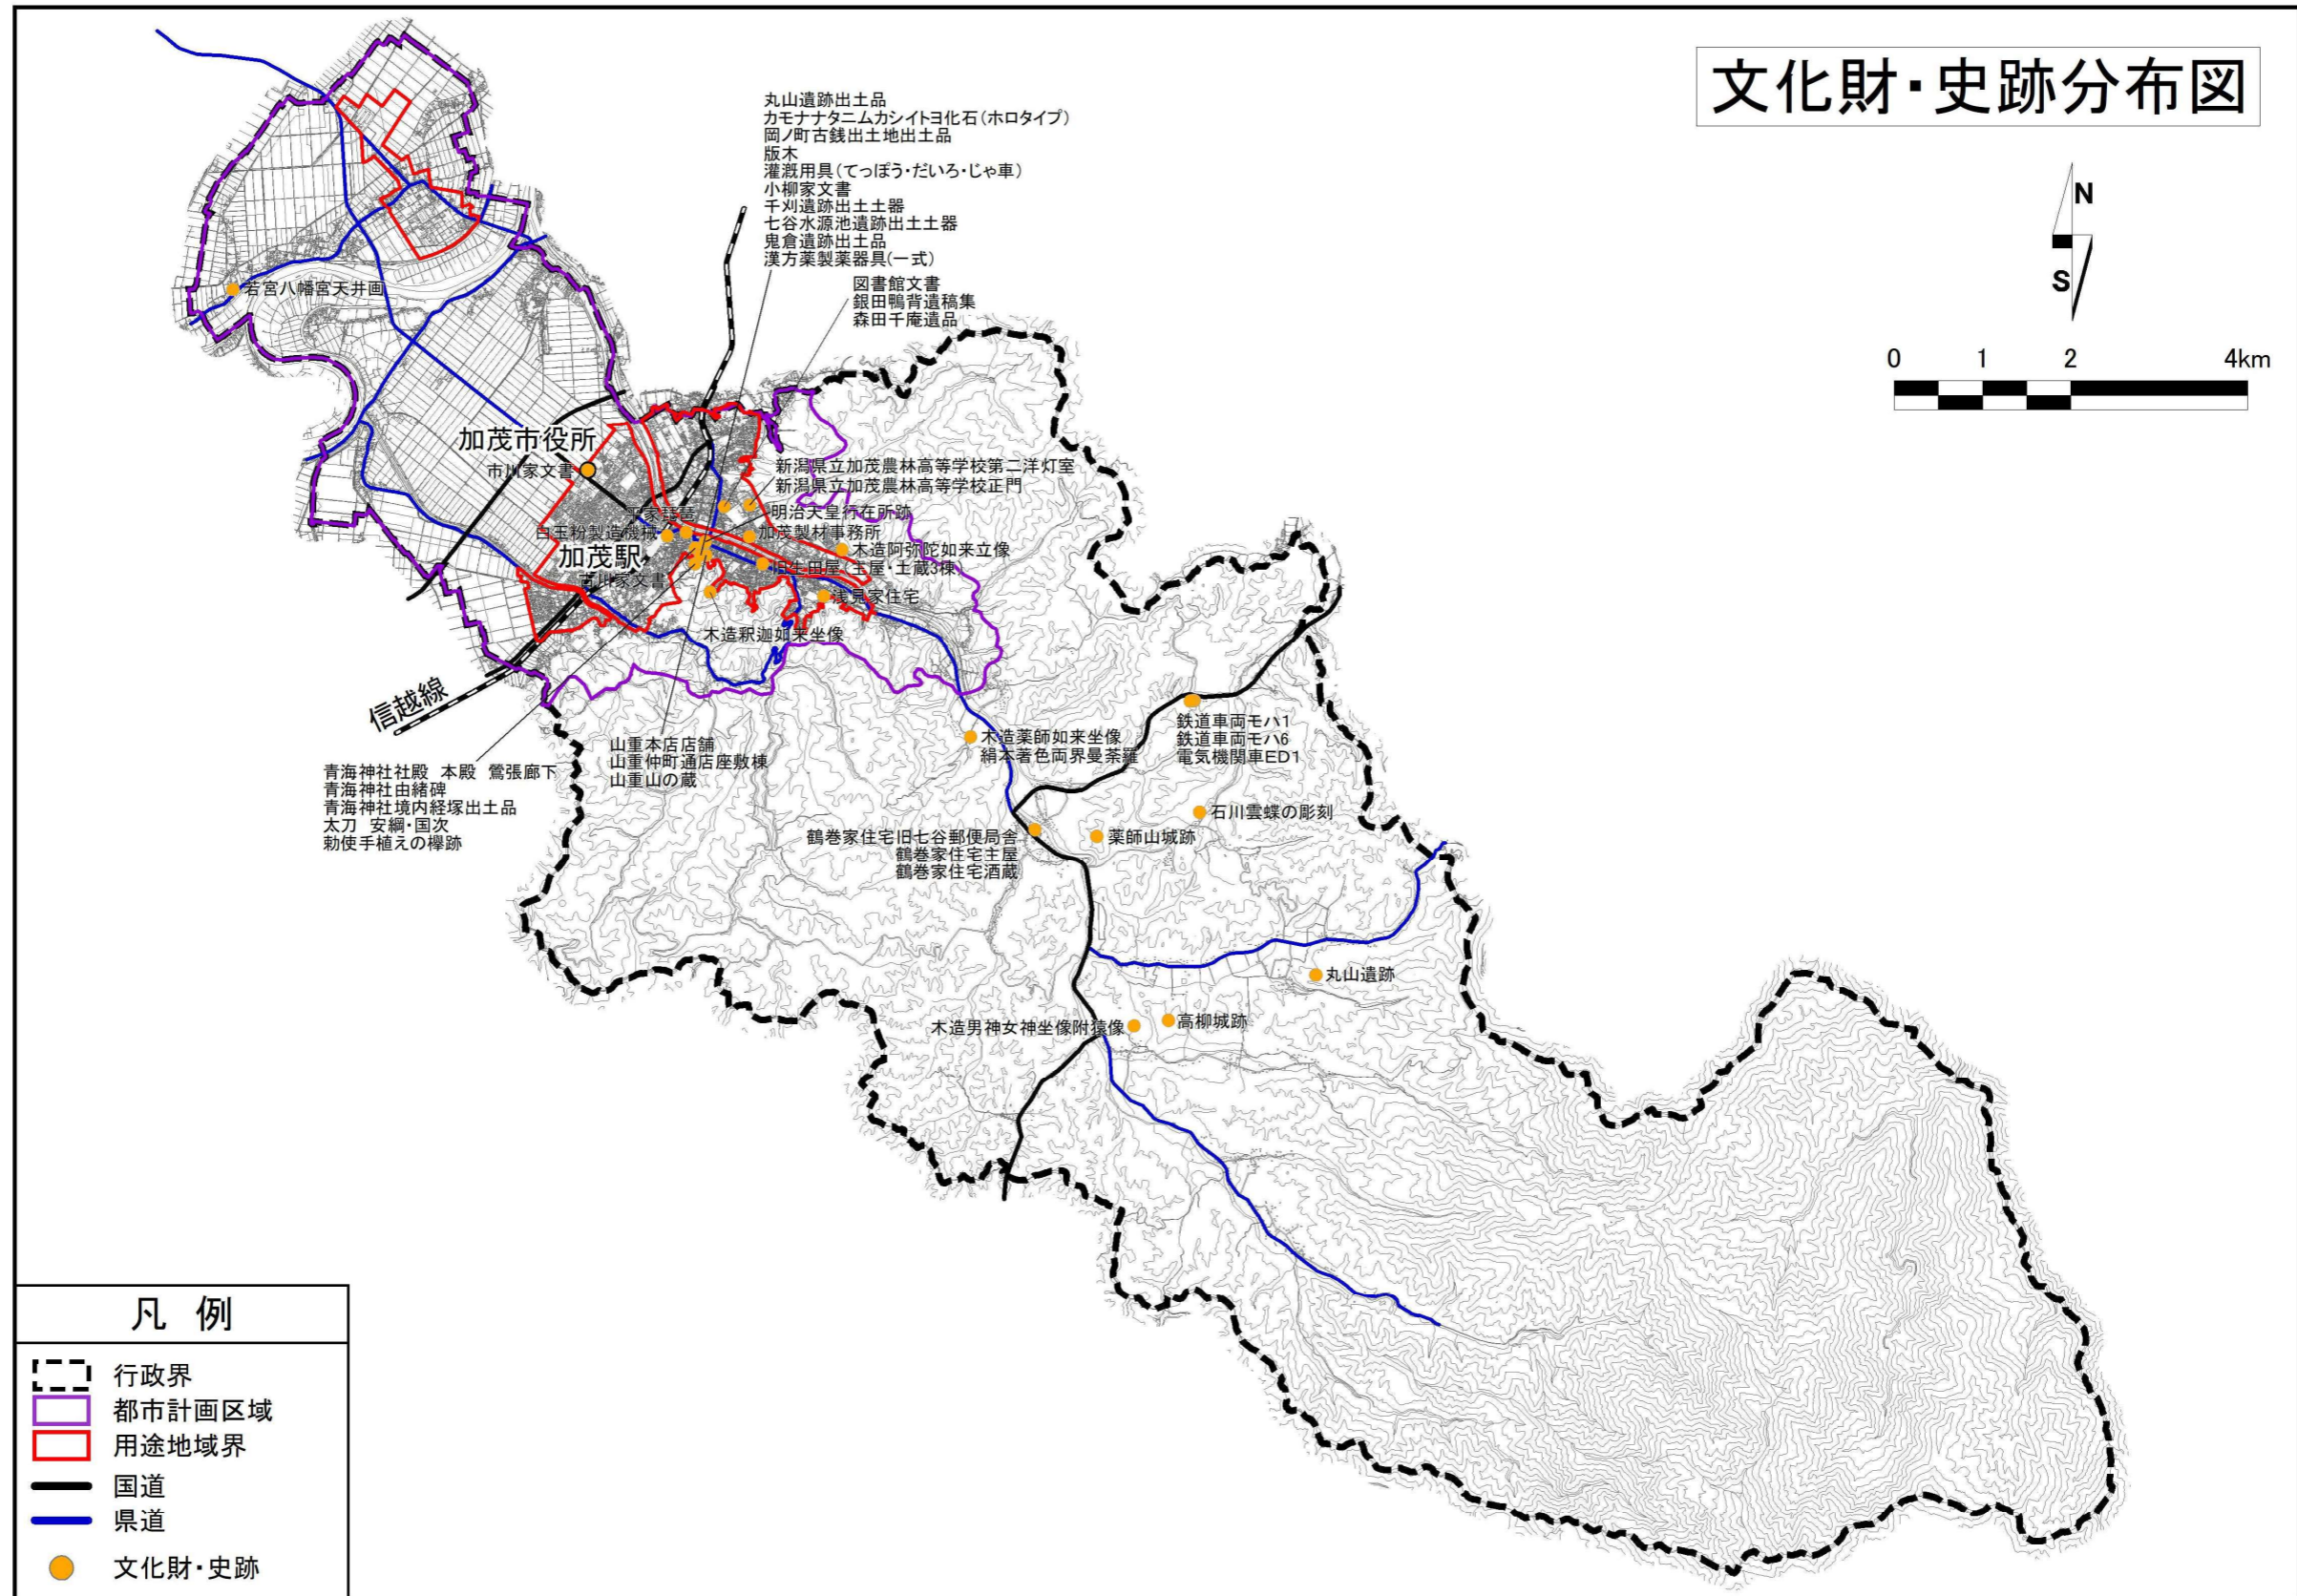 文化財・史跡分布図
N
S
0 1 2 4km
丸山遺跡出土品
カモナナタニムカシイトヨ化石(ホロタイプ)
岡ノ町古銭出土地出土品
版木
灌漑用具(てっぽう・だいろ・じゃ車)
小柳家文書
千刈遺跡出土土器
七谷水源池遺跡出土土器
鬼倉遺跡出土品
漢方薬製薬器具(一式)
図書館文書
銀田鴨背遺稿集
森田千庵遺品
若宮八幡宮天井画
加茂市役所
市川家文書
新潟県立加茂農林高等学校第二洋灯室
新潟県立加茂農林高等学校正門
平家琵琶
明治天皇行在所跡
白玉粉製造機械
加茂製材事務所
加茂駅
木造阿弥陀如来立像
旧生田屋 主屋・土蔵3棟
古川家文書
浅見家住宅
木造釈迦如来坐像
信越線
青海神社社殿 本殿 鶯張廊下
青海神社由緒碑
青海神社境内経塚出土品
太刀 安綱・国次
勅使手植えの欅跡
山重本店店舗
山重仲町通店座敷棟
山重山の蔵
木造薬師如来坐像
絹本著色両界曼荼羅
鉄道車両モハ1
鉄道車両モハ6
電気機関車ED1
石川雲蝶の彫刻
鶴巻家住宅旧七谷郵便局舎
鶴巻家住宅主屋
鶴巻家住宅酒蔵
薬師山城跡
丸山遺跡
木造男神女神坐像附猿像
高柳城跡
凡 例
行政界
都市計画区域
用途地域界
国道
県道
文化財・史跡